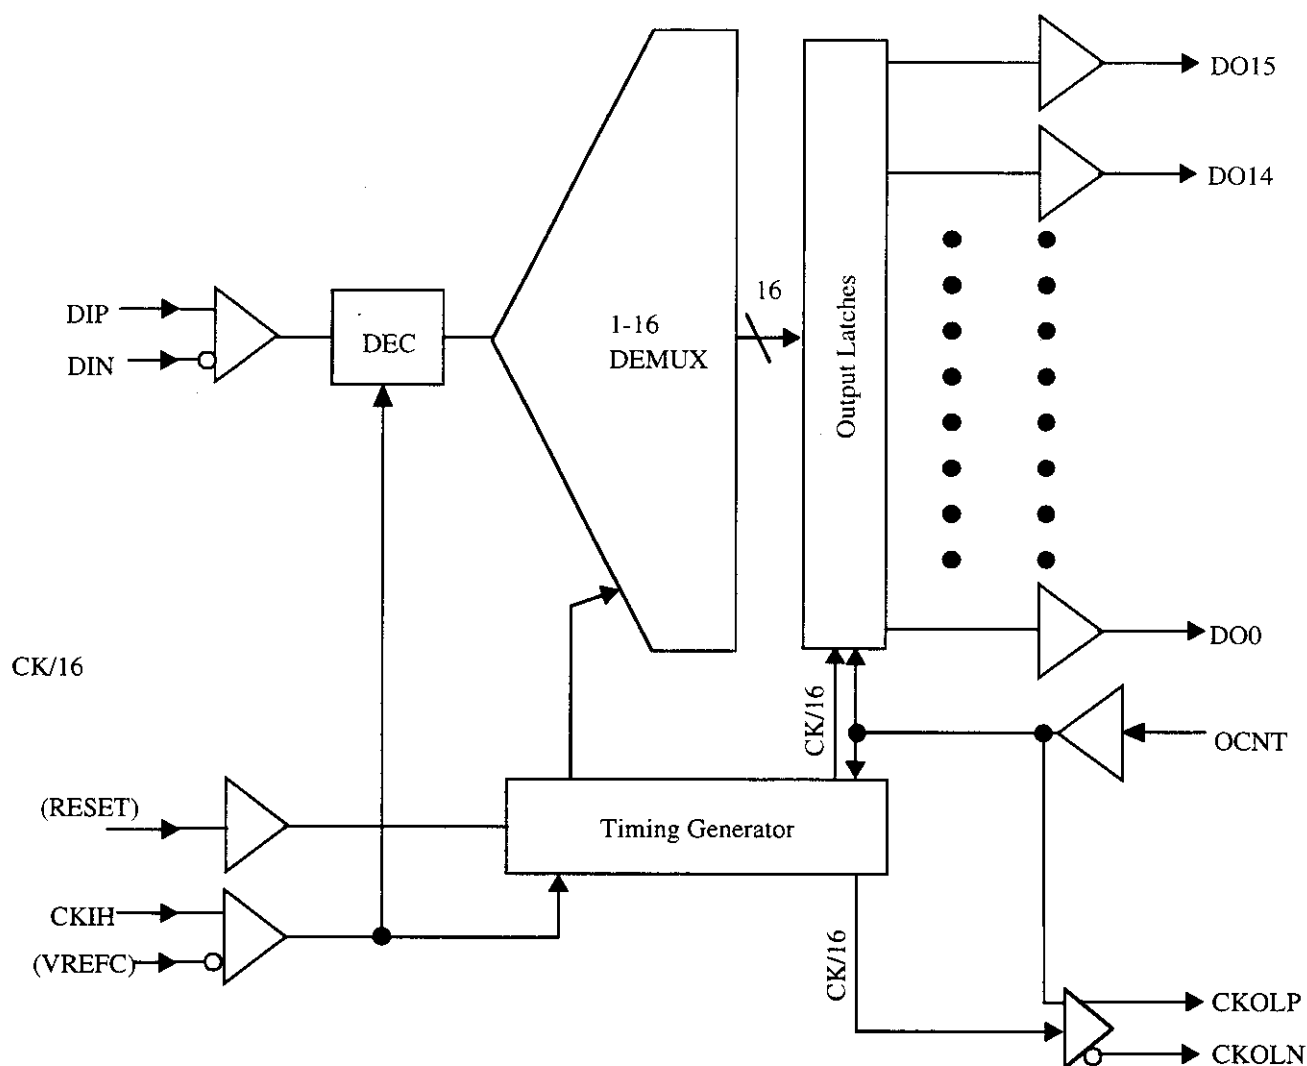 DO15
DO14
16
DIP
1-16
DEMUX
DEC
DIN
Output Latches
DO0
CK/16
CK/16
OCNT
(RESET)
Timing Generator
CKIH
(VREFC)
CK/16
CKOLP
CKOLN